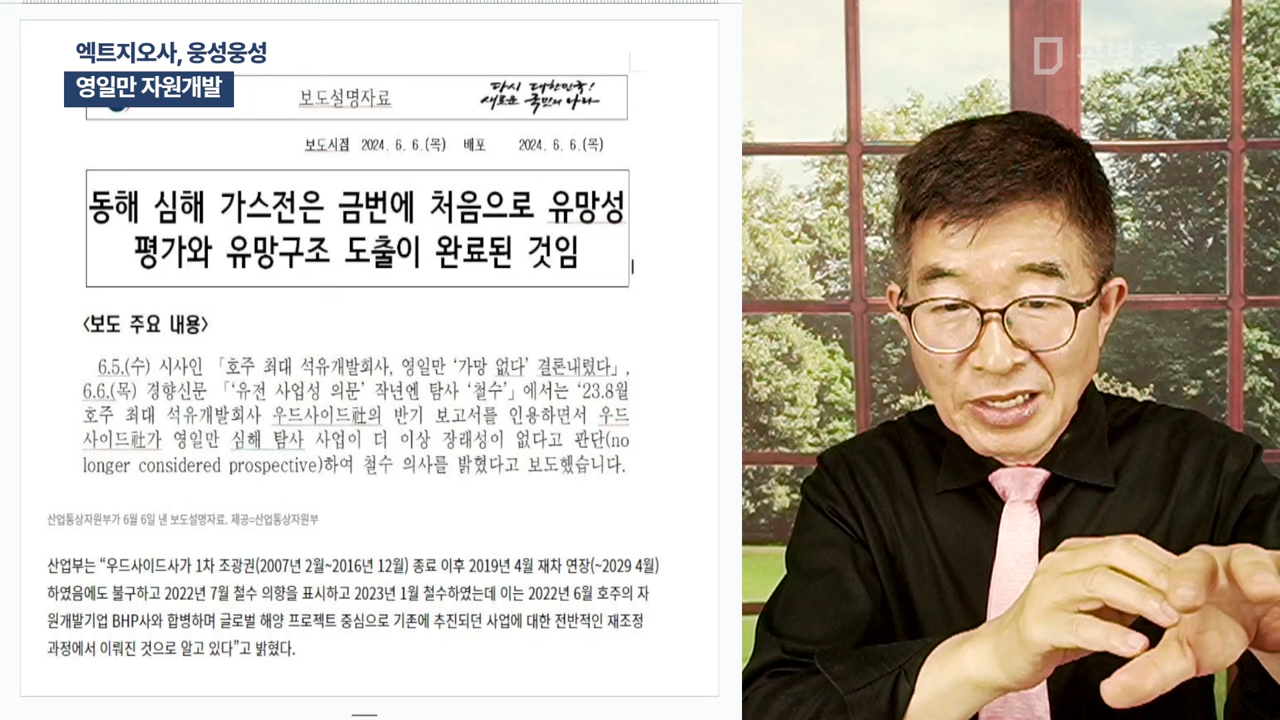 엑트지오사, 웅성웅성
영일만 자원개발
공병호TV
보도설명자료
다시 대한민국!
새로운 국민의 나라
보도시점 2024. 6. 6.(목) 배포 2024. 6. 6.(목)
동해 심해 가스전은 금번에 처음으로 유망성
평가와 유망구조 도출이 완료된 것임
<보도 주요 내용>
6.5.(수) 시사인 「호주 최대 석유개발회사, 영일만 ‘가망 없다’ 결론내렸다」,
6.6.(목) 경향신문 「‘유전 사업성 의문’ 작년엔 탐사 ‘철수’」에서는 ‘23.8월
호주 최대 석유개발회사 우드사이드社의 반기 보고서를 인용하면서 우드
사이드社가 영일만 심해 탐사 사업이 더 이상 장래성이 없다고 판단(no
longer considered prospective)하여 철수 의사를 밝혔다고 보도했습니다.
산업통상자원부가 6월 6일 낸 보도설명자료. 제공=산업통상자원부
산업부는 “우드사이드사가 1차 조광권(2007년 2월~2016년 12월) 종료 이후 2019년 4월 재차 연장(~2029 4월)
하였음에도 불구하고 2022년 7월 철수 의향을 표시하고 2023년 1월 철수하였는데 이는 2022년 6월 호주의 자
원개발기업 BHP사와 합병하며 글로벌 해양 프로젝트 중심으로 기존에 추진되던 사업에 대한 전반적인 재조정
과정에서 이뤄진 것으로 알고 있다”고 밝혔다.